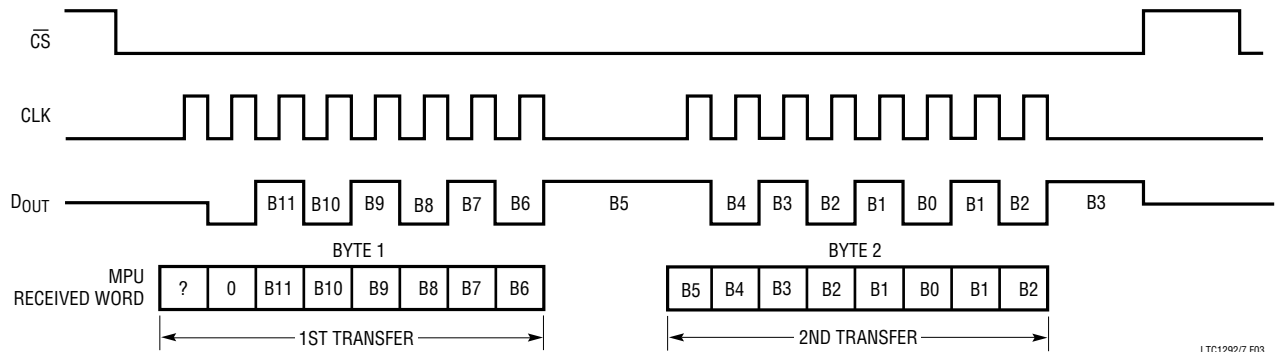 CS
CLK
DOUT
B11 B10 B9 B8 B7 B6 B5 B4 B3 B2 B1 B0 B1 B2 B3
BYTE 1 BYTE 2
MPU
RECEIVED WORD
? 0 B11 B10 B9 B8 B7 B6 B5 B4 B3 B2 B1 B0 B1 B2
1ST TRANSFER 2ND TRANSFER
LTC1292/7 F03